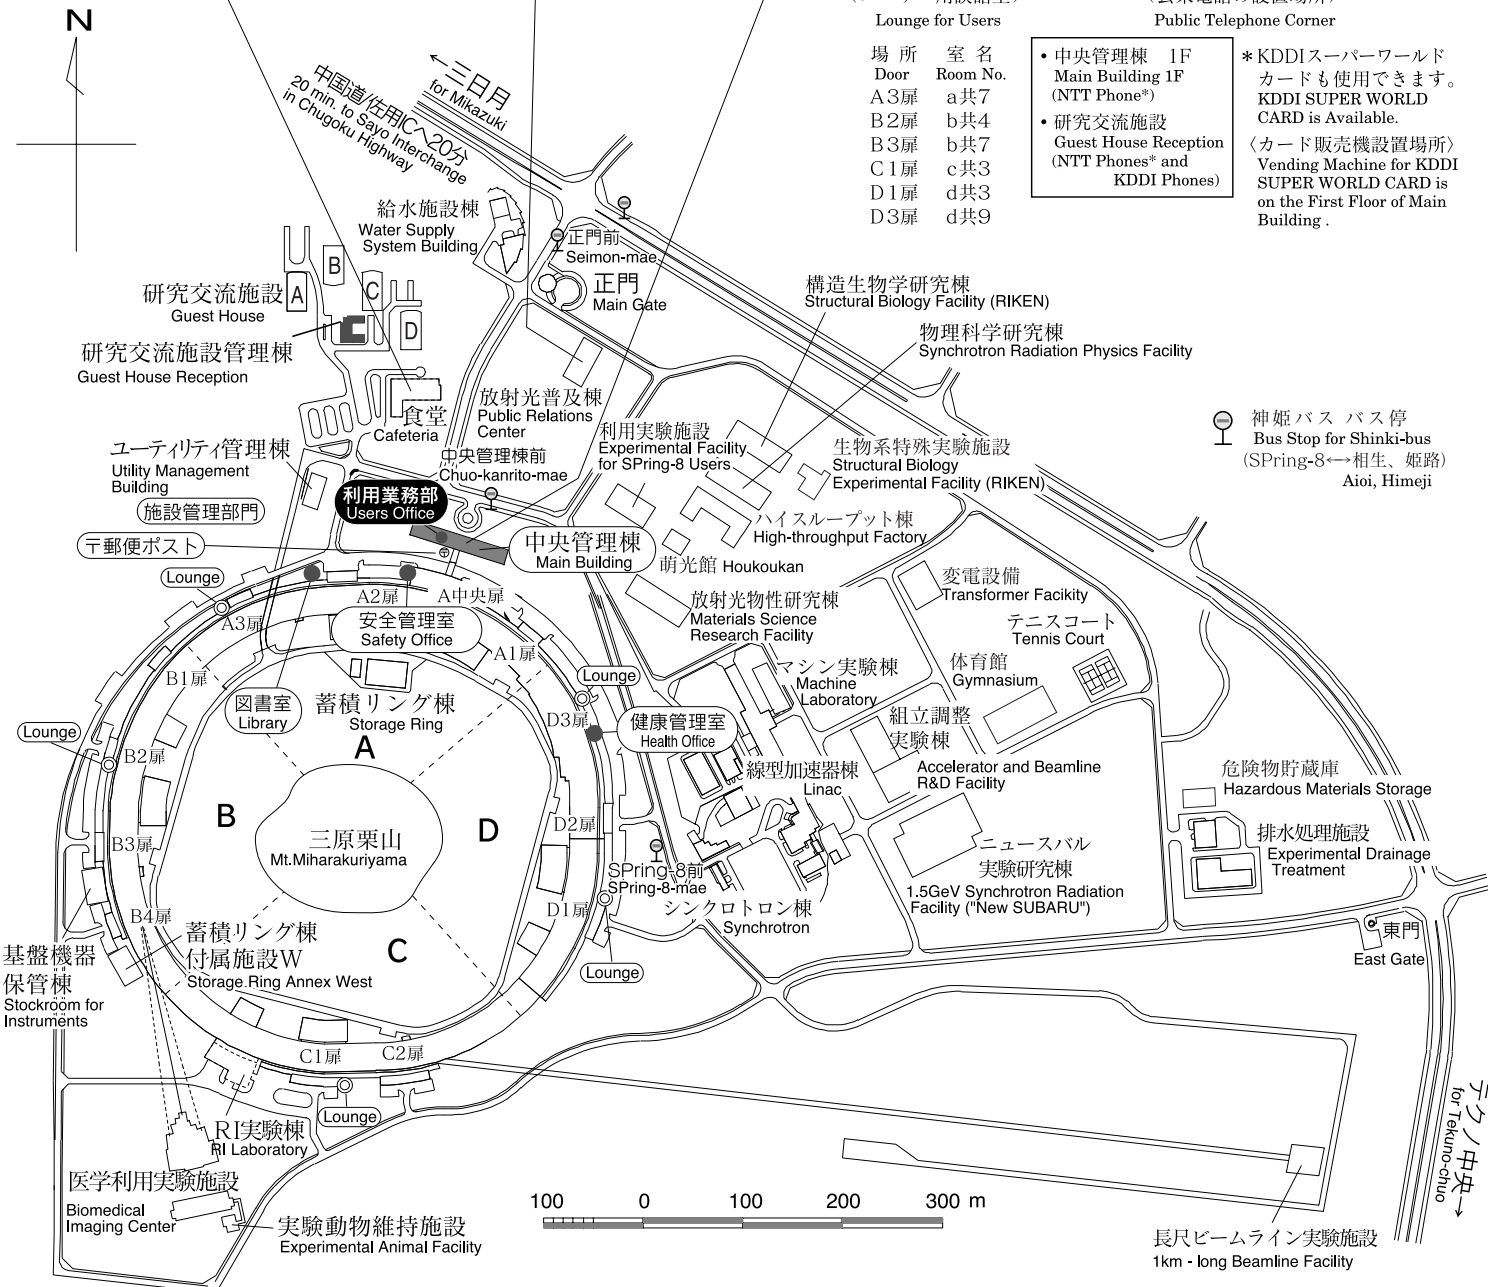 Lounge for Users
Public Telephone Corner
場所 室名
Door Room No.
A3扉 a共7
B2扉 b共4
B3扉 b共7
C1扉 c共3
D1扉 d共3
D3扉 d共9
・中央管理棟 1F
Main Building 1F
(NTT Phone*)
・研究交流施設
Guest House Reception
(NTT Phones* and
KDDI Phones)
*KDDIスーパーワールド
カードも使用できます。
KDDI SUPER WORLD
CARD is Available.
〈カード販売機設置場所〉
Vending Machine for KDDI
SUPER WORLD CARD is
on the First Floor of Main
Building .
N
←三日月
for Mikazuki
中国道/佐用ICへ20分
20 min. to Sayo Interchange
in Chugoku Highway
給水施設棟
Water Supply
System Building
正門前
Seimon-mae
正門
Main Gate
A
B
C
D
研究交流施設
Guest House
研究交流施設管理棟
Guest House Reception
構造生物学研究棟
Structural Biology Facility (RIKEN)
物理科学研究棟
Synchrotron Radiation Physics Facility
放射光普及棟
Public Relations
Center
食堂
Cafeteria
神姫バス バス停
Bus Stop for Shinki-bus
(SPring-8←→相生、姫路)
Aioi, Himeji
ユーティリティ管理棟
Utility Management
Building
施設管理部門
中央管理棟前
Chuo-kanrito-mae
利用実験施設
Experimental Facility
for SPring-8 Users
生物系特殊実験施設
Structural Biology
Experimental Facility (RIKEN)
利用業務部
Users Office
ハイスループット棟
High-throughput Factory
〒郵便ポスト
〒
中央管理棟
Main Building
萌光館 Houkoukan
Lounge
A3扉
A2扉
A中央扉
A1扉
安全管理室
Safety Office
放射光物性研究棟
Materials Science
Research Facility
変電設備
Transformer Facikity
テニスコート
Tennis Court
体育館
Gymnasium
マシン実験棟
Machine
Laboratory
Lounge
B1扉
図書室
Library
蓄積リング棟
Storage Ring
A
D3扉
健康管理室
Health Office
組立調整
実験棟
Accelerator and Beamline
R&D Facility
線型加速器棟
Linac
Lounge
B2扉
B
三原栗山
Mt.Miharakuriyama
D
D2扉
B3扉
危険物貯蔵庫
Hazardous Materials Storage
排水処理施設
Experimental Drainage
Treatment
ニュースバル
実験研究棟
1.5GeV Synchrotron Radiation
Facility ("New SUBARU")
SPring-8前
SPring-8-mae
シンクロトロン棟
Synchrotron
D1扉
Lounge
B4扉
C
蓄積リング棟
付属施設W
Storage.Ring Annex West
基盤機器
保管棟
Stockroom for
Instruments
東門
East Gate
C1扉
C2扉
Lounge
RI実験棟
RI Laboratory
医学利用実験施設
Biomedical
Imaging Center
実験動物維持施設
Experimental Animal Facility
100 0 100 200 300 m
長尺ビームライン実験施設
1km - long Beamline Facility
テクノ中央→
for Tekuno-chuo